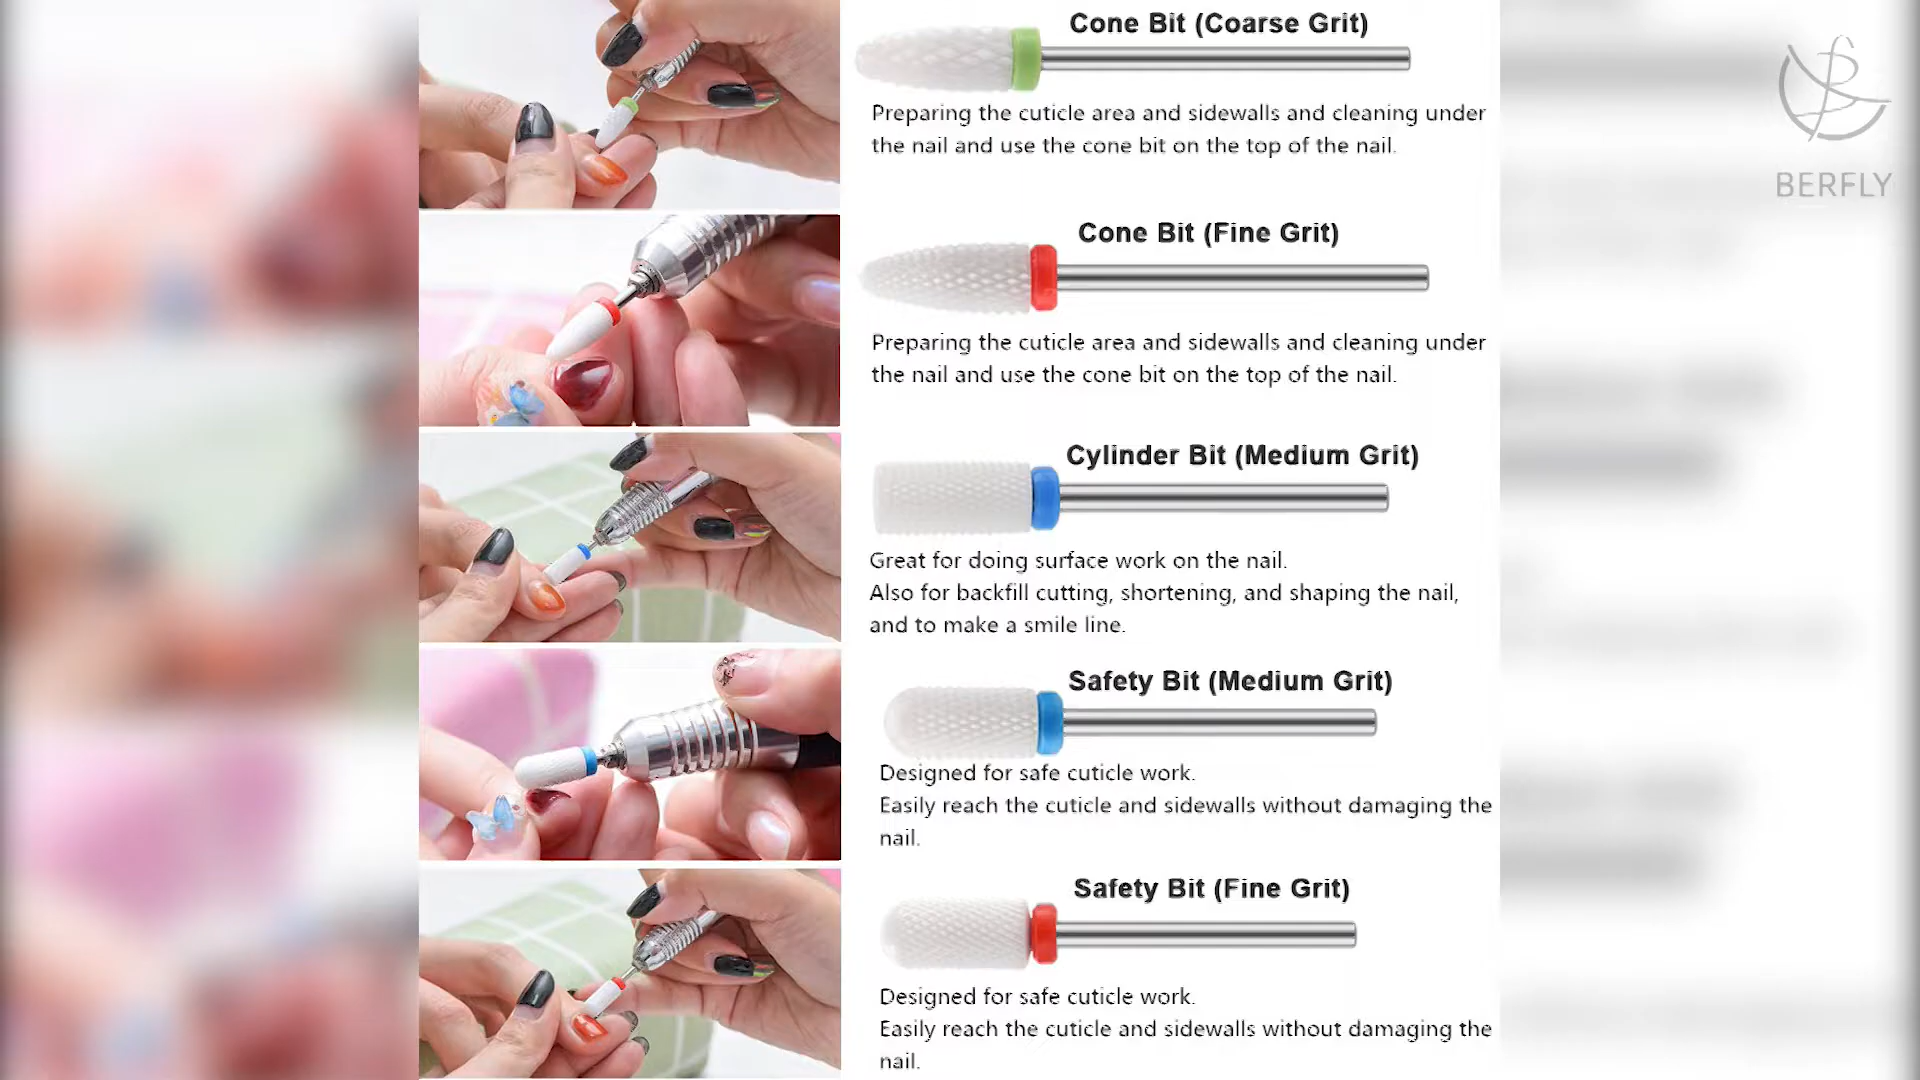 Cone Bit (Coarse Grit)
Preparing the cuticle area and sidewalls and cleaning under
the nail and use the cone bit on the top of the nail.
BERFLY
Cone Bit (Fine Grit)
Preparing the cuticle area and sidewalls and cleaning under
the nail and use the cone bit on the top of the nail.
Cylinder Bit (Medium Grit)
Great for doing surface work on the nail.
Also for backfill cutting, shortening, and shaping the nail,
and to make a smile line.
Safety Bit (Medium Grit)
Designed for safe cuticle work.
Easily reach the cuticle and sidewalls without damaging the
nail.
Safety Bit (Fine Grit)
Designed for safe cuticle work.
Easily reach the cuticle and sidewalls without damaging the
nail.